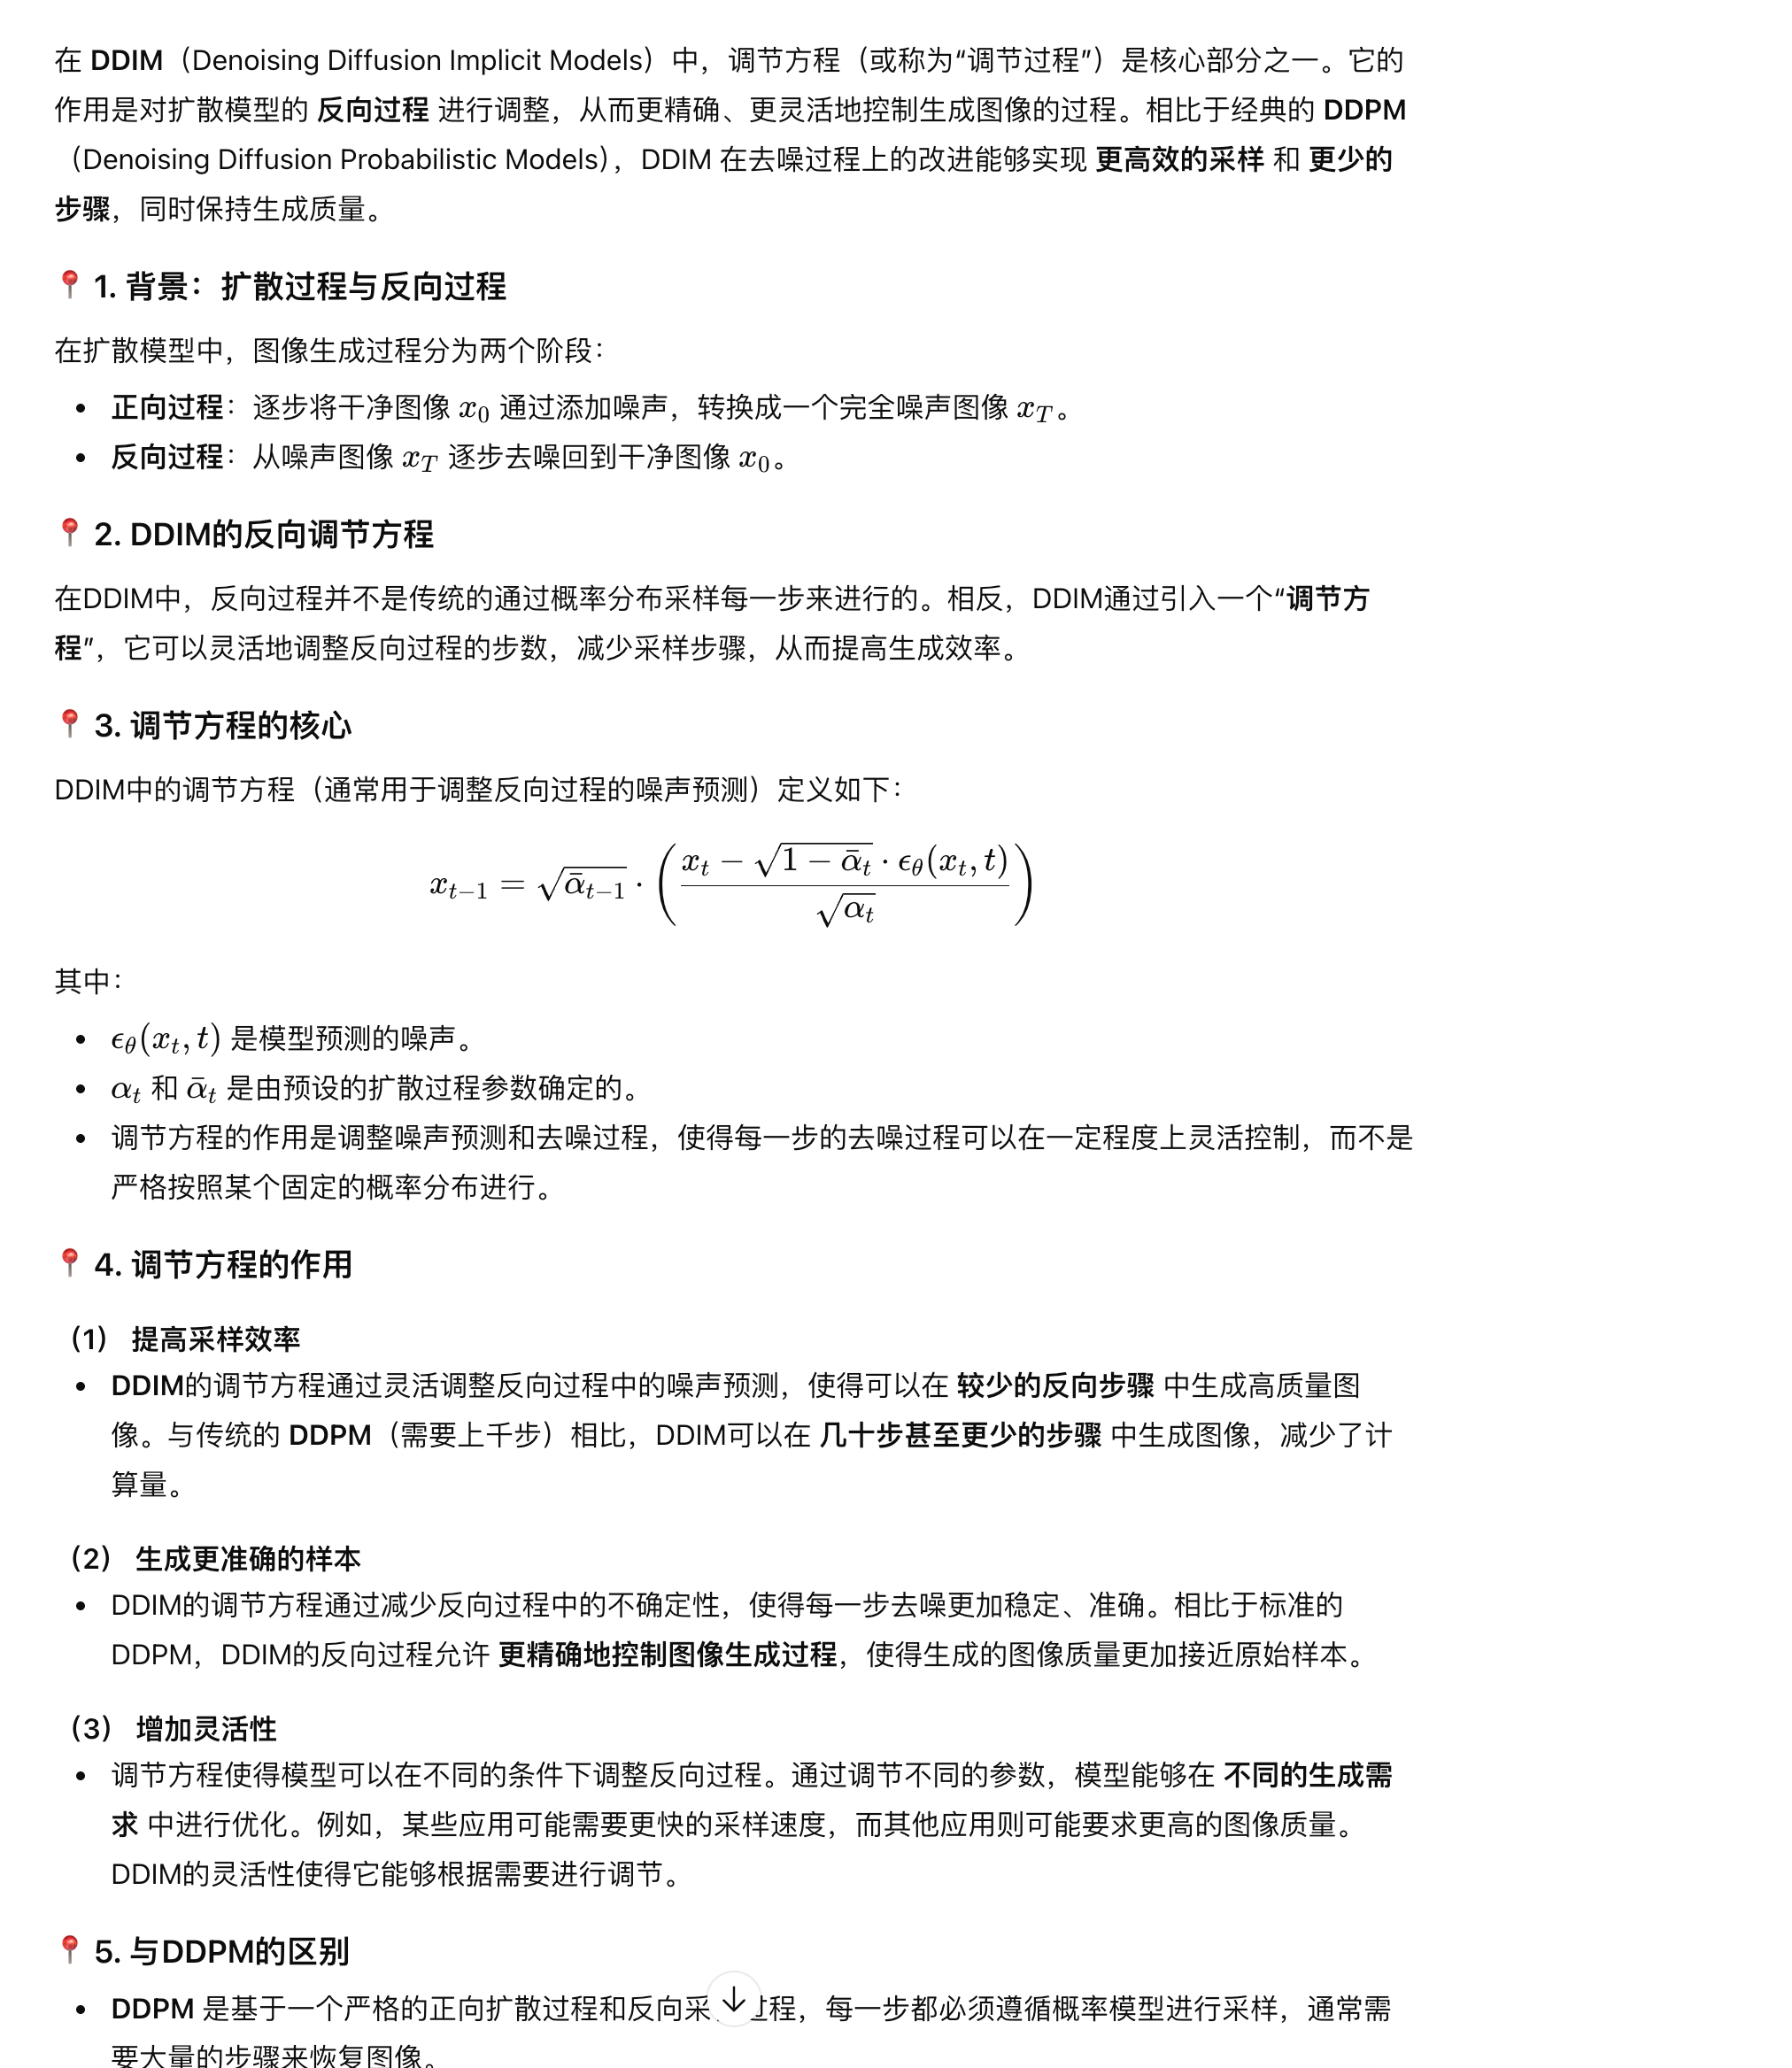 在 DDIM（Denoising Diffusion Implicit Models）中，调节方程（或称为“调节过程”）是核心部分之一。它的
作用是对扩散模型的 反向过程 进行调整，从而更精确、更灵活地控制生成图像的过程。相比于经典的 DDPM
（Denoising Diffusion Probabilistic Models），DDIM 在去噪过程上的改进能够实现 更高效的采样 和 更少的
步骤，同时保持生成质量。
📍 1. 背景：扩散过程与反向过程
在扩散模型中，图像生成过程分为两个阶段：
• 正向过程：逐步将干净图像 x_0 通过添加噪声，转换成一个完全噪声图像 x_T。
• 反向过程：从噪声图像 x_T 逐步去噪回到干净图像 x_0。
📍 2. DDIM的反向调节方程
在DDIM中，反向过程并不是传统的通过概率分布采样每一步来进行的。相反，DDIM通过引入一个“调节方
程”，它可以灵活地调整反向过程的步数，减少采样步骤，从而提高生成效率。
📍 3. 调节方程的核心
DDIM中的调节方程（通常用于调整反向过程的噪声预测）定义如下：
x_{t-1} = \sqrt{\bar{\alpha}_{t-1}} \cdot \left( \frac{x_t - \sqrt{1 - \bar{\alpha}_t} \cdot \epsilon_\theta(x_t, t)}{\sqrt{\alpha_t}} \right)
其中：
• ϵ_θ(x_t, t) 是模型预测的噪声。
• α_t 和 \bar{α}_t 是由预设的扩散过程参数确定的。
• 调节方程的作用是调整噪声预测和去噪过程，使得每一步的去噪过程可以在一定程度上灵活控制，而不是
严格按照某个固定的概率分布进行。
📍 4. 调节方程的作用
（1） 提高采样效率
• DDIM的调节方程通过灵活调整反向过程中的噪声预测，使得可以在 较少的反向步骤 中生成高质量图
像。与传统的 DDPM（需要上千步）相比，DDIM可以在 几十步甚至更少的步骤 中生成图像，减少了计
算量。
（2） 生成更准确的样本
• DDIM的调节方程通过减少反向过程中的不确定性，使得每一步去噪更加稳定、准确。相比于标准的
DDPM，DDIM的反向过程允许 更精确地控制图像生成过程，使得生成的图像质量更加接近原始样本。
（3） 增加灵活性
• 调节方程使得模型可以在不同的条件下调整反向过程。通过调节不同的参数，模型能够在 不同的生成需
求 中进行优化。例如，某些应用可能需要更快的采样速度，而其他应用则可能要求更高的图像质量。
DDIM的灵活性使得它能够根据需要进行调节。
📍 5. 与DDPM的区别
• DDPM 是基于一个严格的正向扩散过程和反向采 过程，每一步都必须遵循概率模型进行采样，通常需
要大量的步骤来恢复图像。